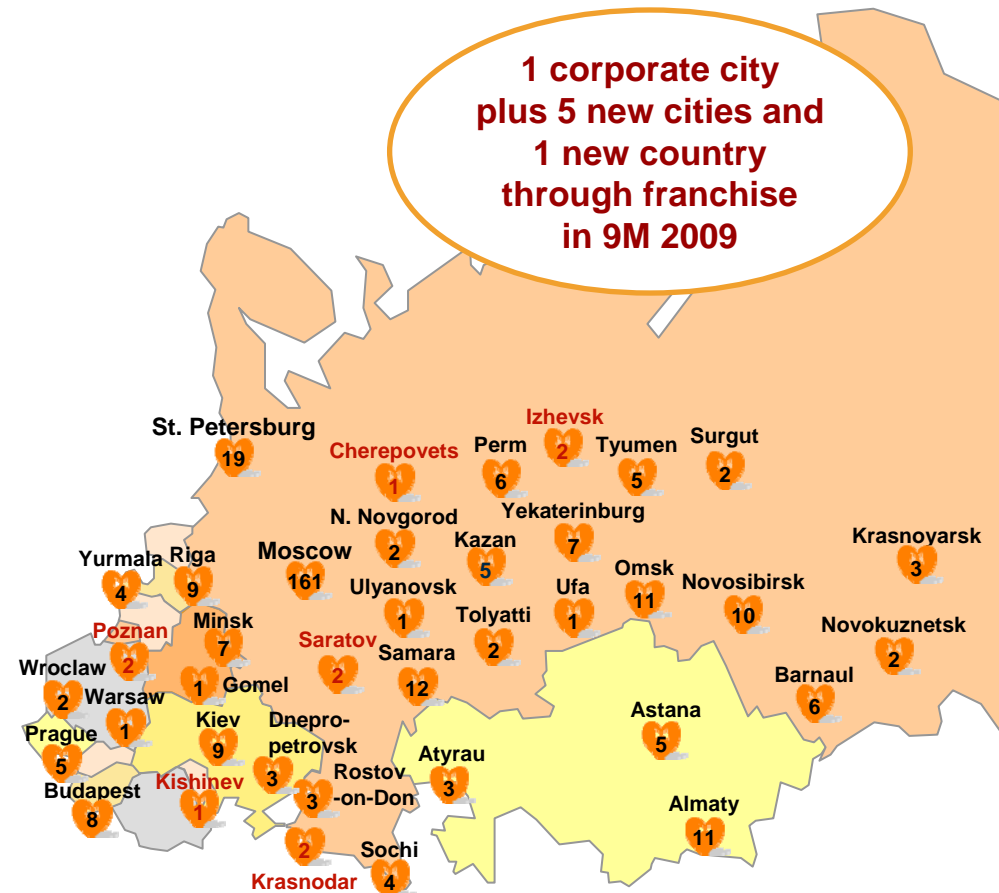 1 corporate city
plus 5 new cities and
1 new country
through franchise
in 9M 2009
St. Petersburg
19
Cherepovets
1
Perm
6
Izhevsk
2
Tyumen
5
Surgut
2
N. Novgorod
2
Yekaterinburg
7
Kazan
5
Moscow
161
Krasnoyarsk
3
Yurmala
4
Riga
9
Ulyanovsk
1
Tolyatti
2
Ufa
1
Omsk
11
Novosibirsk
10
Novokuznetsk
2
Poznan
2
Minsk
7
Saratov
2
Samara
12
Wroclaw
2
Warsaw
1
1
Gomel
Barnaul
6
Prague
5
Kiev
9
Dnepro-
petrovsk
3
Astana
5
Atyrau
3
Budapest
8
Kishinev
1
Rostov
-on-Don
3
Almaty
11
2
Krasnodar
Sochi
4